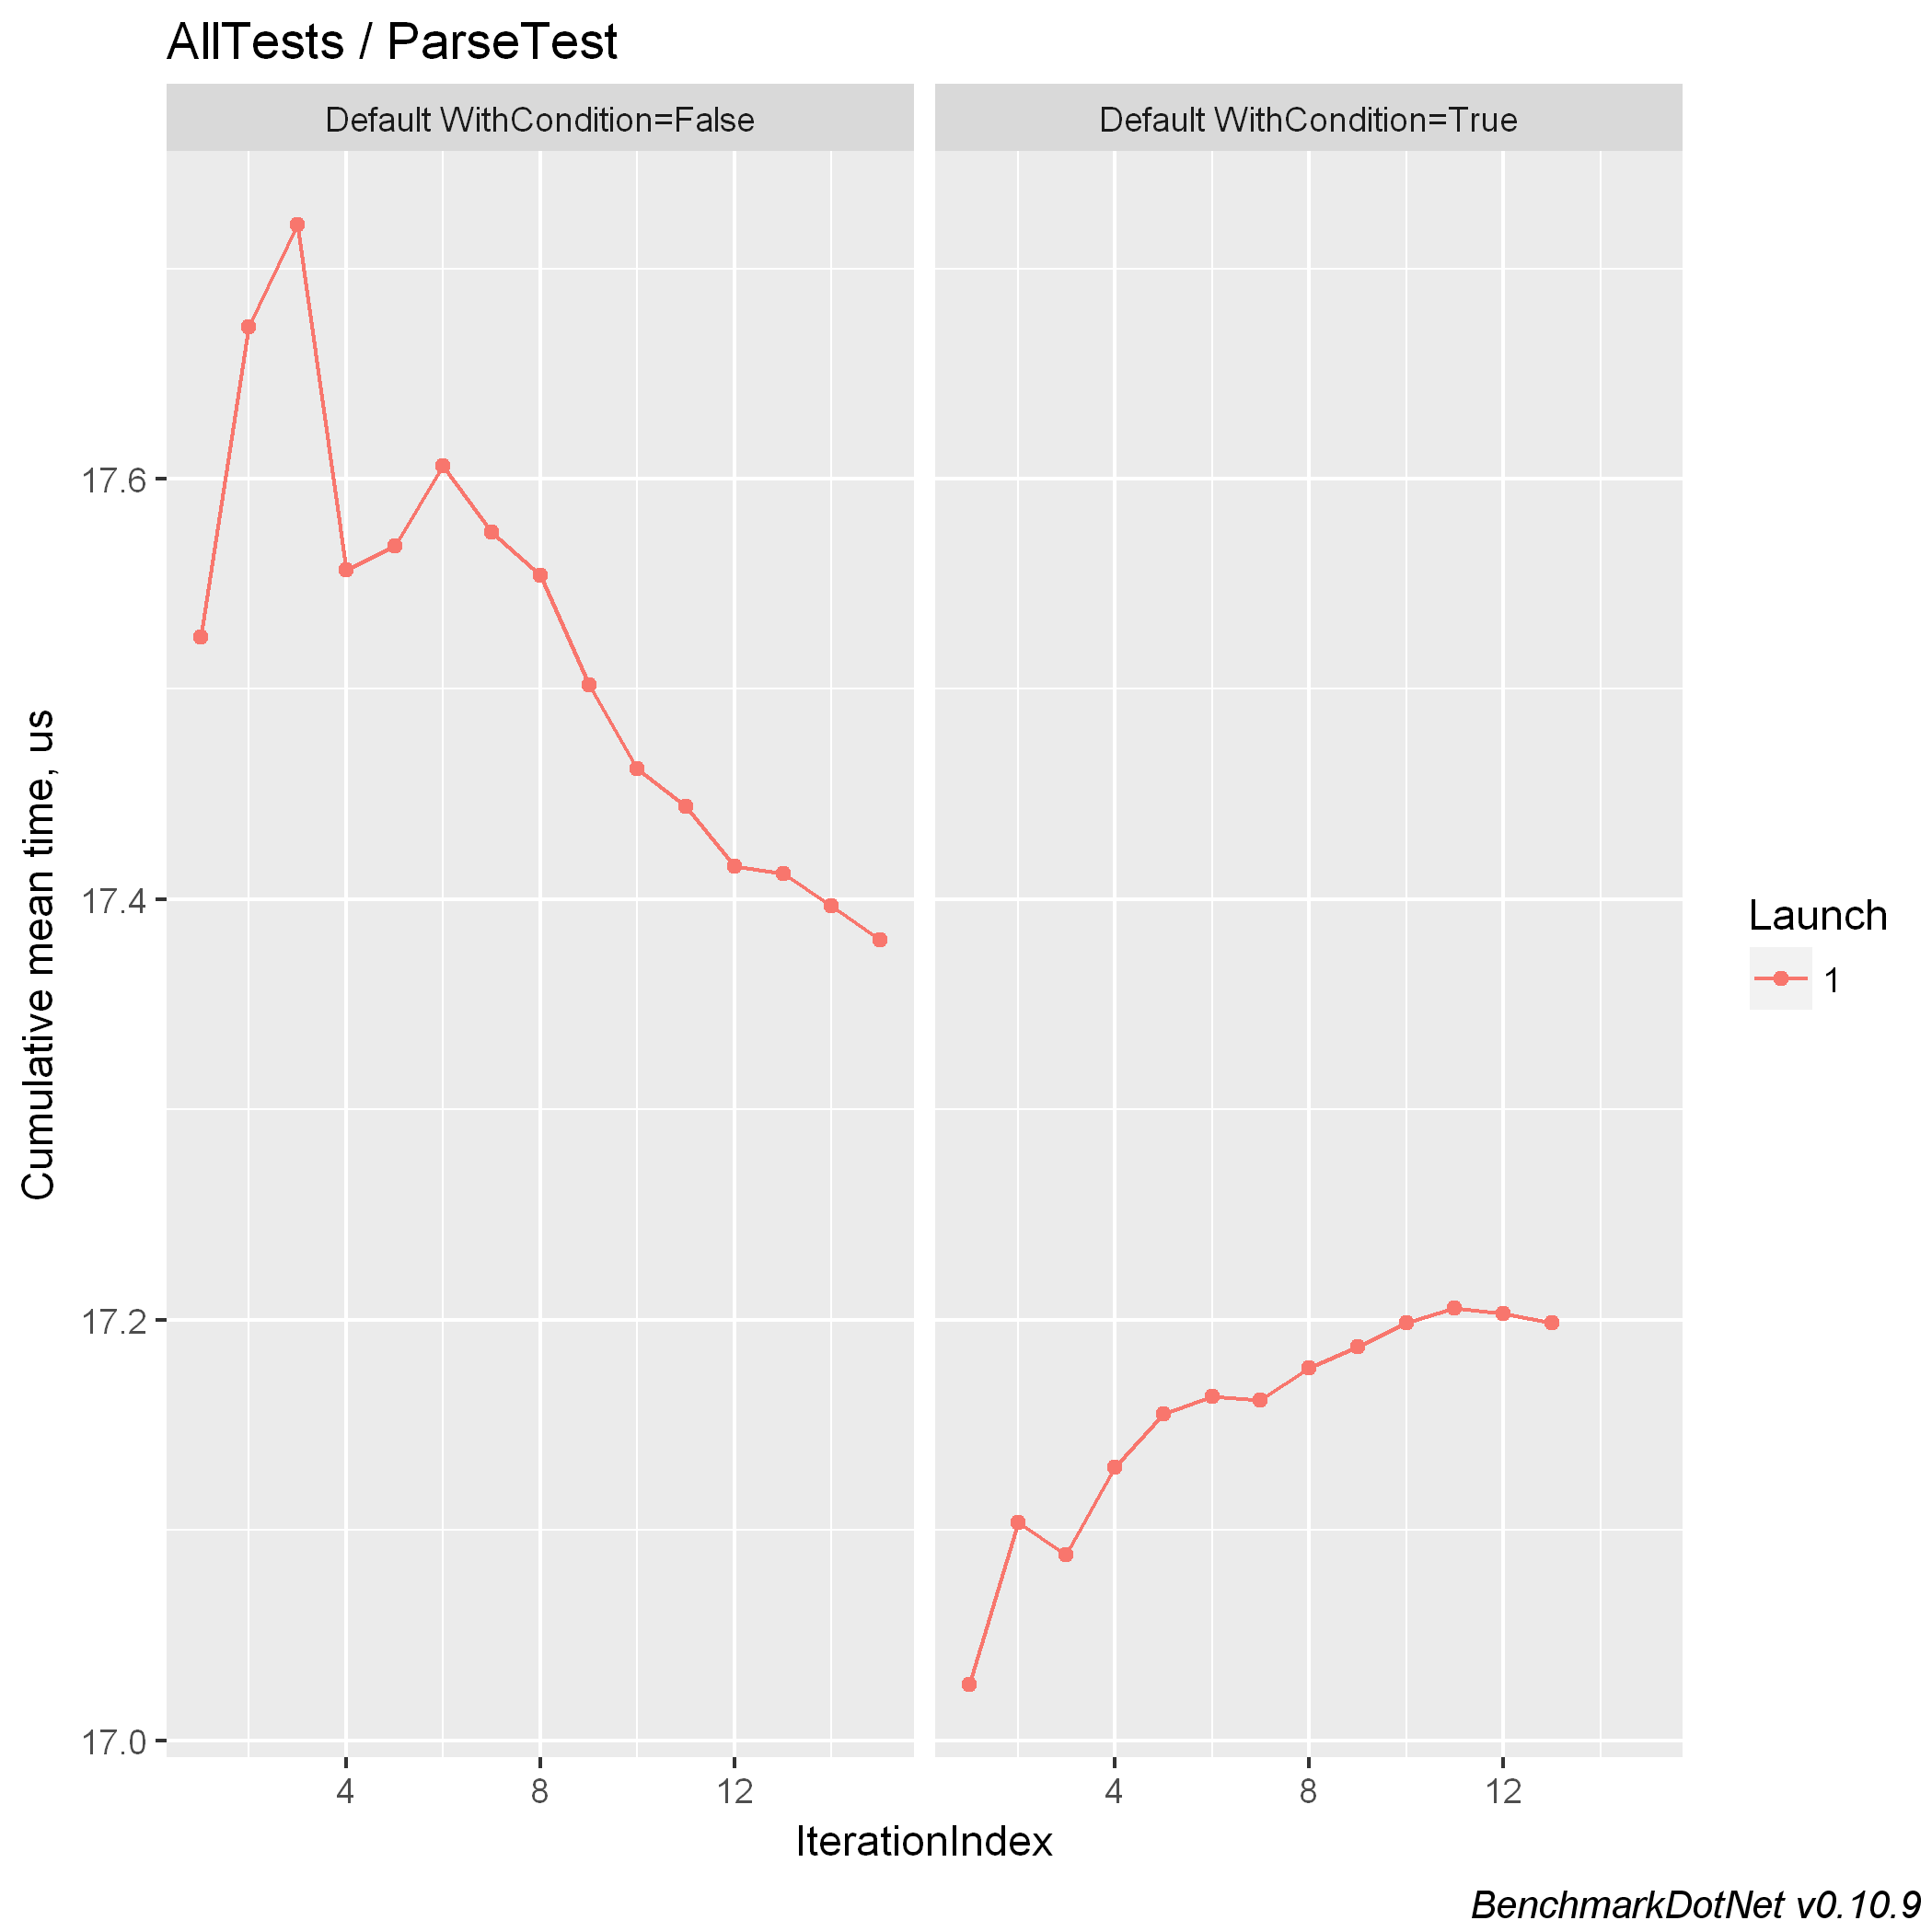 AllTests / ParseTest
Default WithCondition=False
Default WithCondition=True
Cumulative mean time, us
17.6
17.4
17.2
17.0
4
8
12
4
8
12
IterationIndex
Launch
1
BenchmarkDotNet v0.10.9